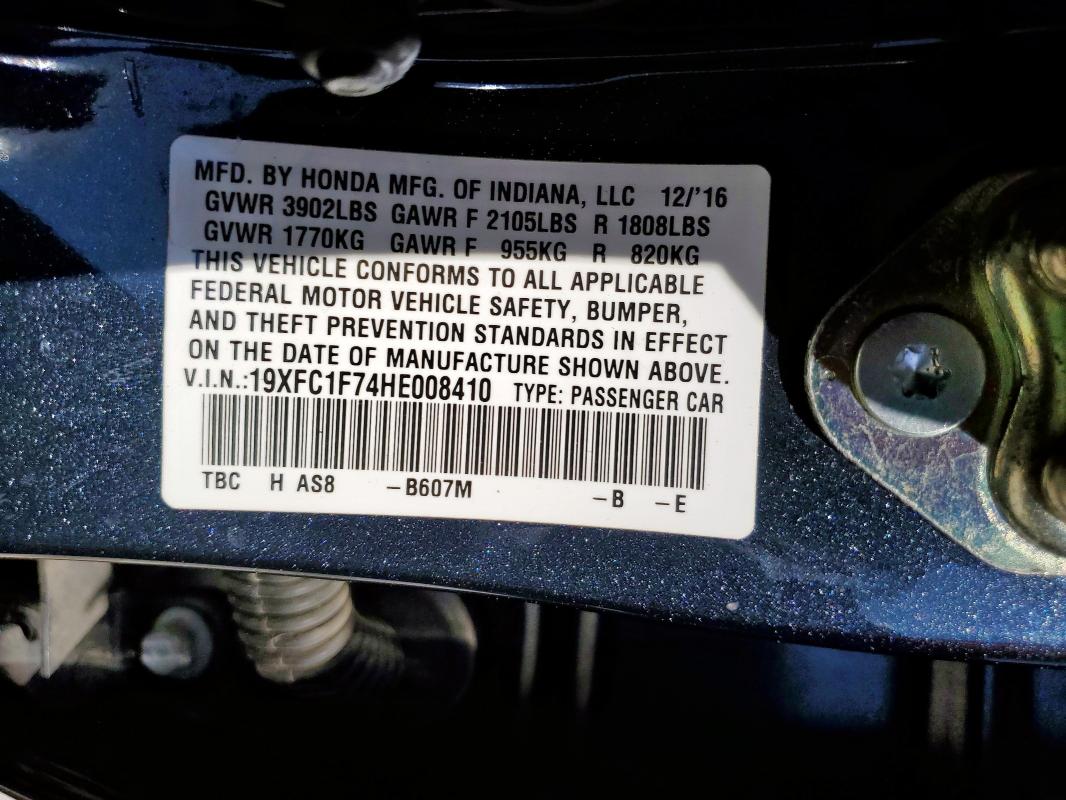 MFD. BY HONDA MFG. OF INDIANA, LLC 12/'16
GVWR 3902LBS GAWR F 2105LBS R 1808LBS
GVWR 1770KG GAWR F 955KG R 820KG
THIS VEHICLE CONFORMS TO ALL APPLICABLE
FEDERAL MOTOR VEHICLE SAFETY, BUMPER,
AND THEFT PREVENTION STANDARDS IN EFFECT
ON THE DATE OF MANUFACTURE SHOWN ABOVE.
V.I.N.:19XFC1F74HE008410 TYPE: PASSENGER CAR
TBC H AS8 -B607M -B -E